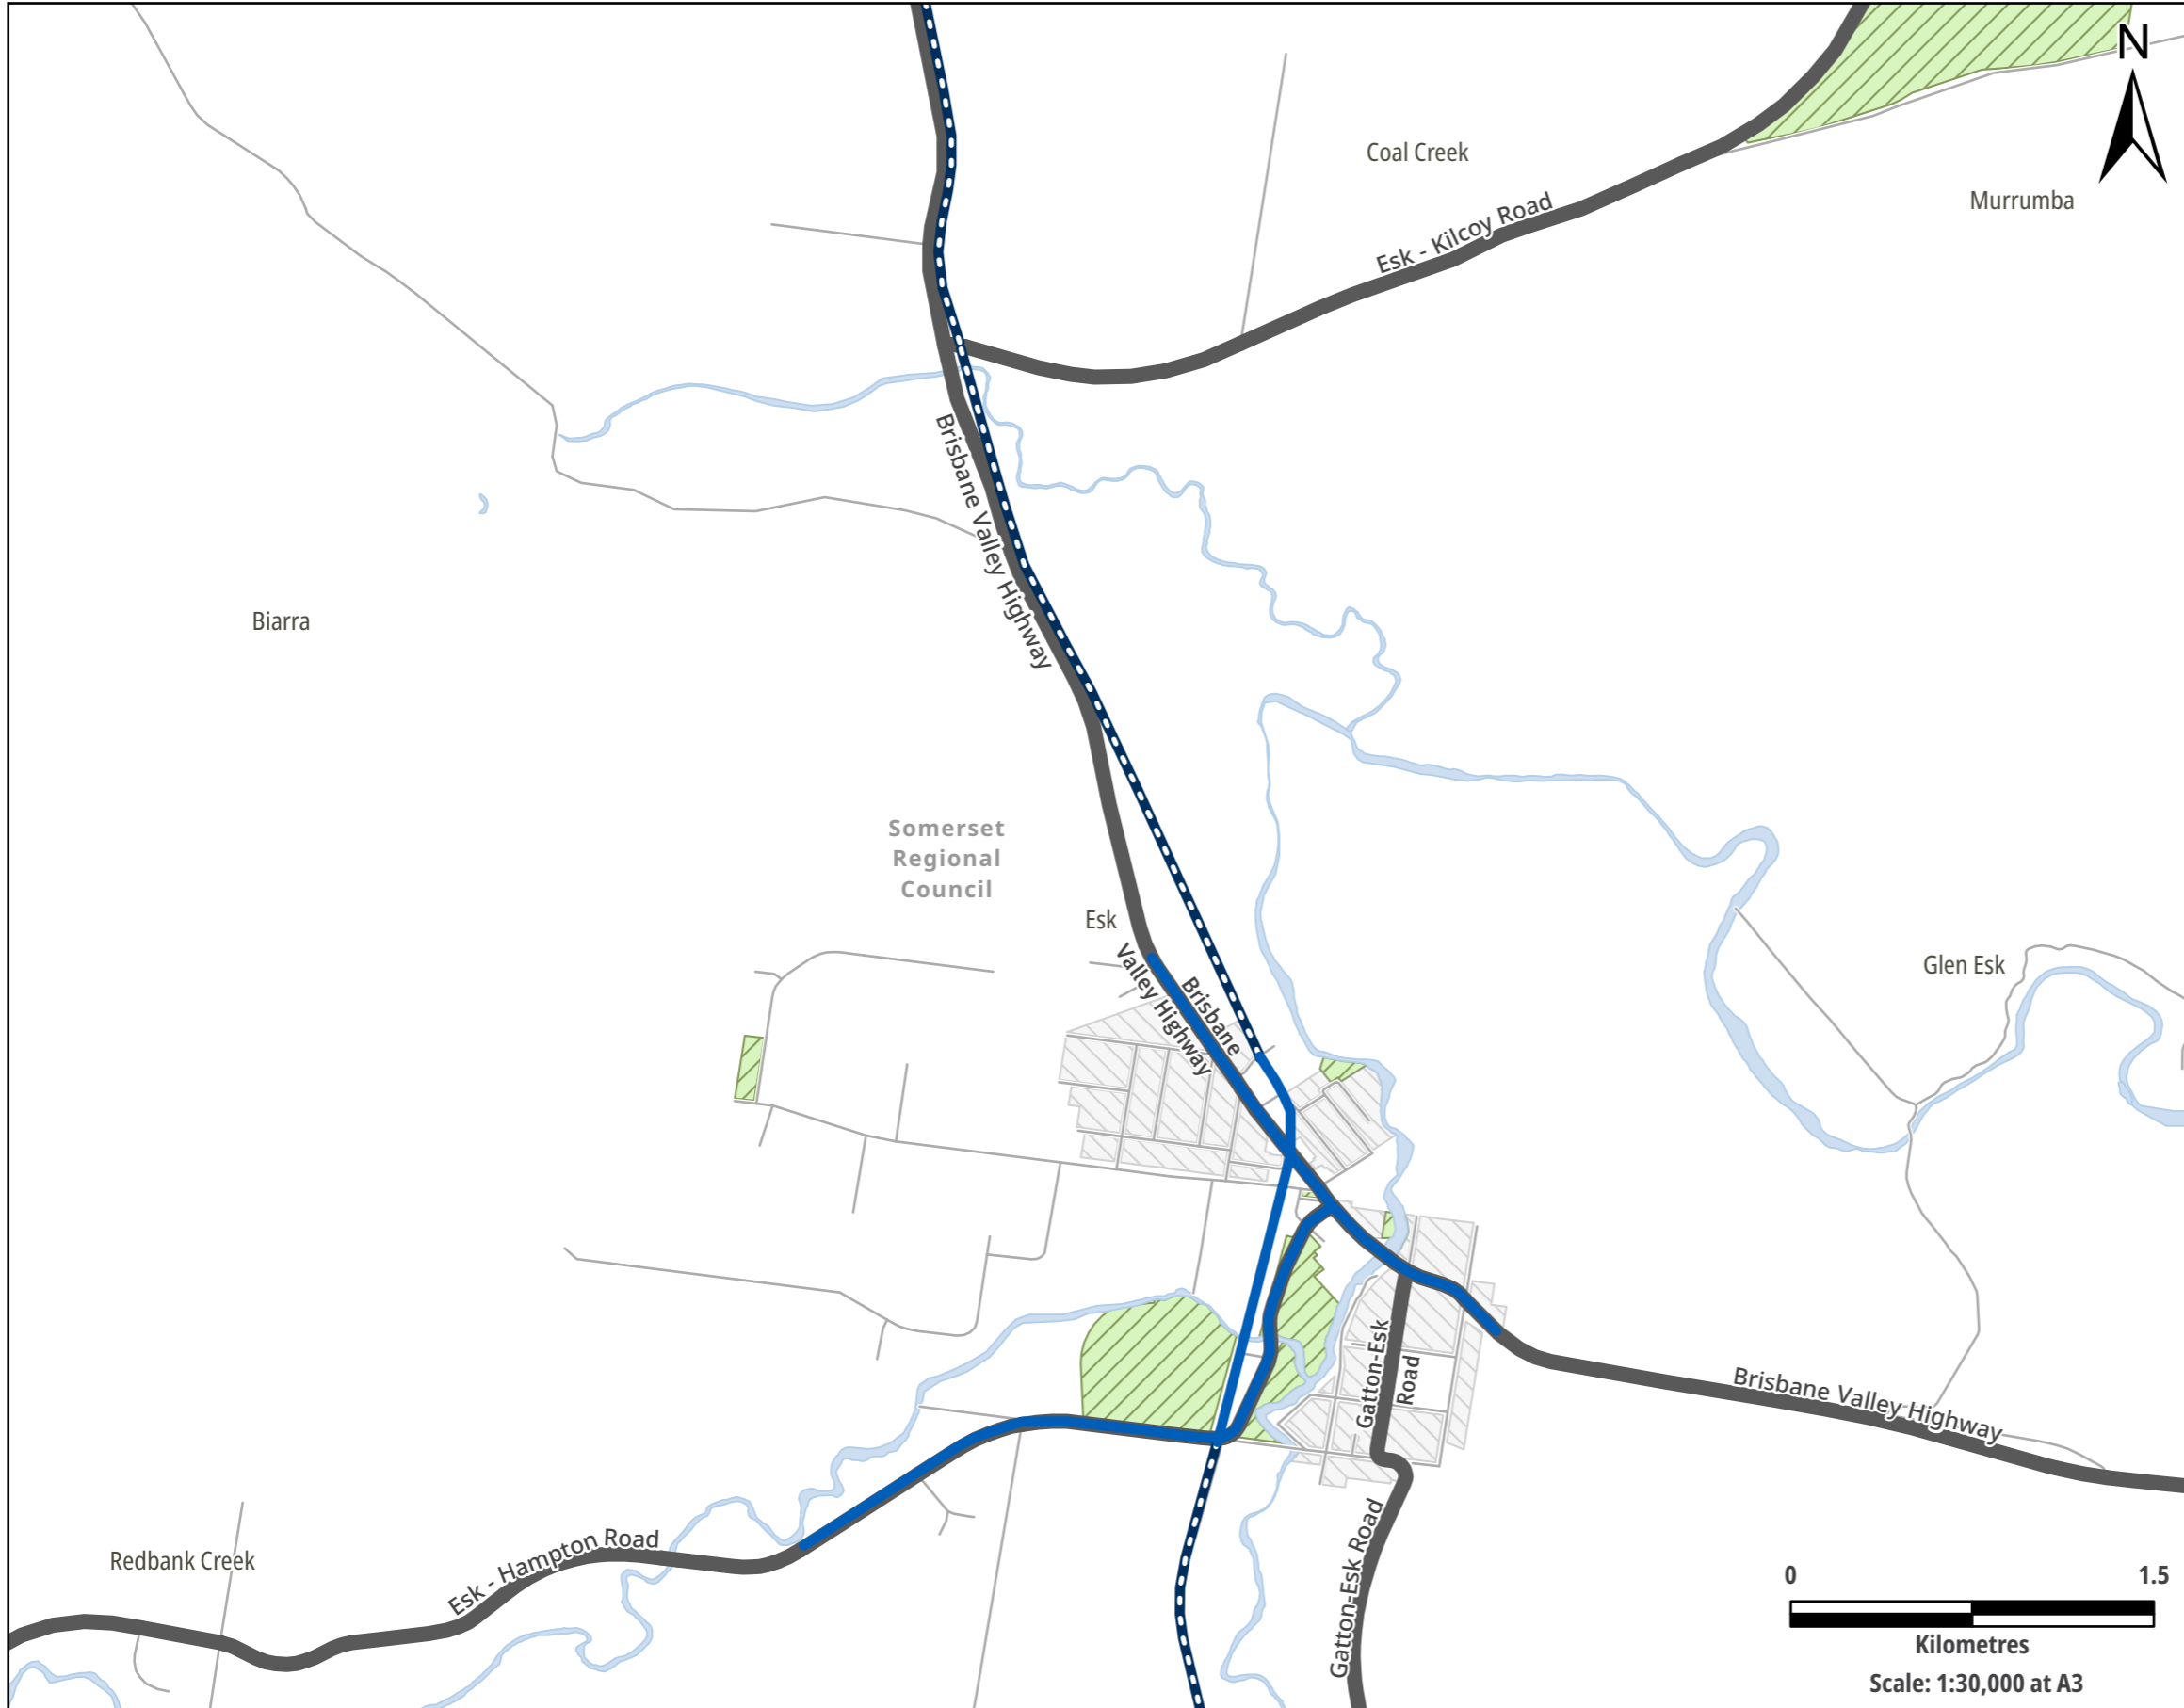 N
Coal Creek
Murrumba
Esk - Kilcoy Road
Brisbane Valley Highway
Biarra
Somerset
Regional
Council
Esk
Brisbane
Valley Highway
Glen Esk
Gatton-Esk
Road
Brisbane Valley Highway
Esk - Hampton Road
Redbank Creek
Gatton-Esk Road
0 1.5
Kilometres
Scale: 1:30,000 at A3